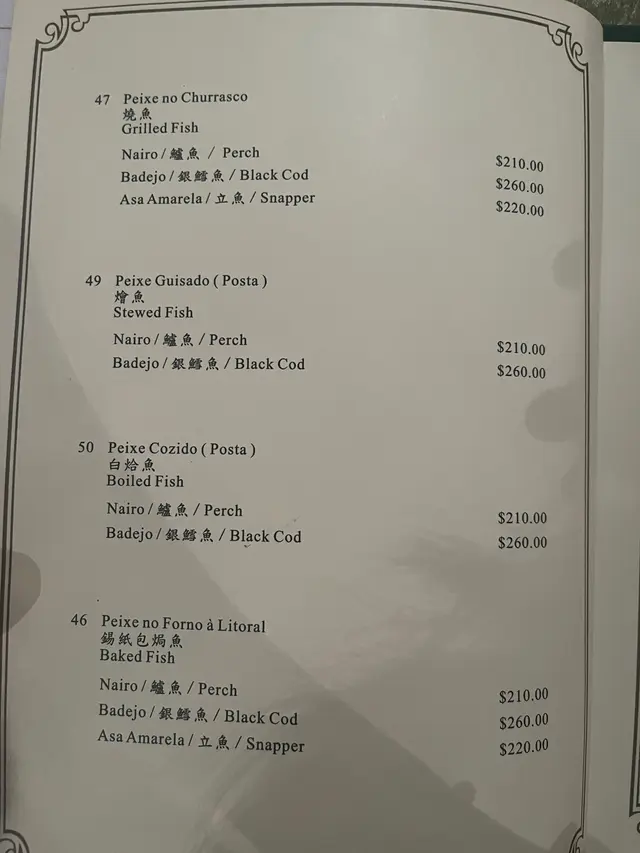 47 Peixe no Churrasco
燒魚
Grilled Fish
Nairo / 鱸魚 / Perch $210.00
Badejo / 銀鱈魚 / Black Cod $260.00
Asa Amarela / 立魚 / Snapper $220.00
49 Peixe Guisado ( Posta )
燴魚
Stewed Fish
Nairo / 鱸魚 / Perch $210.00
Badejo / 銀鱈魚 / Black Cod $260.00
50 Peixe Cozido ( Posta )
白烚魚
Boiled Fish
Nairo / 鱸魚 / Perch $210.00
Badejo / 銀鱈魚 / Black Cod $260.00
46 Peixe no Forno à Litoral
錫紙包焗魚
Baked Fish
Nairo / 鱸魚 / Perch $210.00
Badejo / 銀鱈魚 / Black Cod $260.00
Asa Amarela / 立魚 / Snapper $220.00